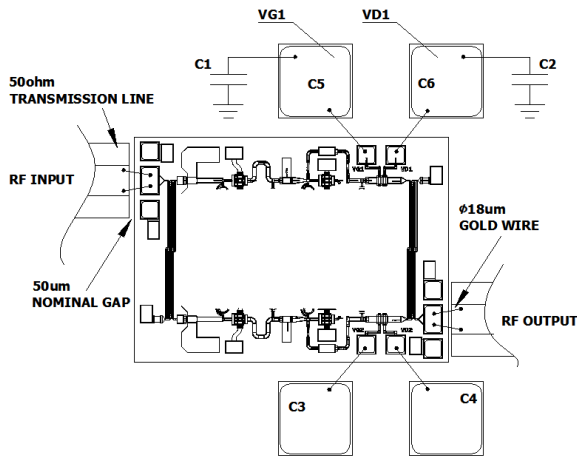 VG1
VD1
C1
C5
C6
C2
50ohm
TRANSMISSION LINE
RF INPUT
VG1
VD1
ϕ18um
GOLD WIRE
50um
NOMINAL GAP
RF OUTPUT
VG2
VD2
C3
C4